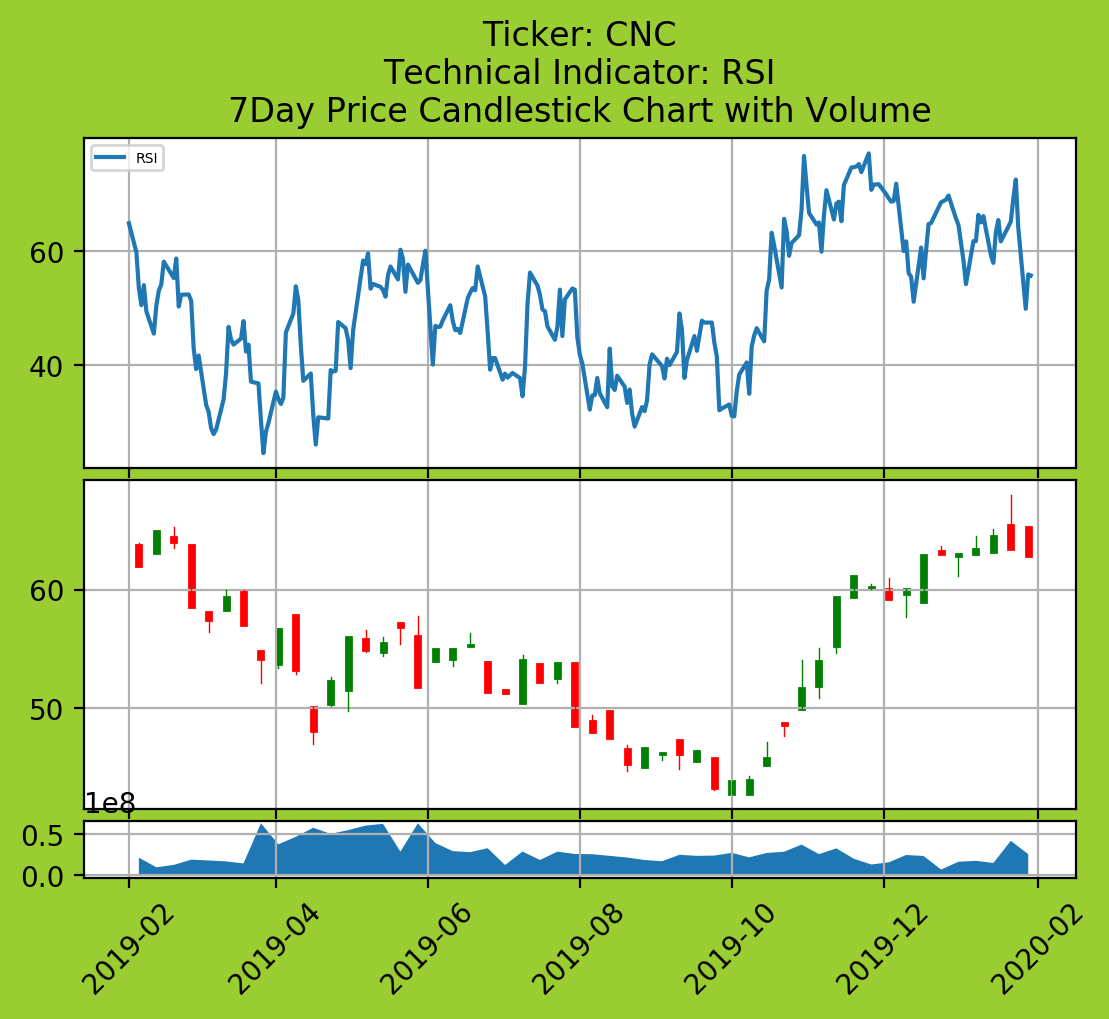 Ticker: CNC
Technical Indicator: RSI
7Day Price Candlestick Chart with Volume
RSI
60
40
60
50
1e8
0.5
0.0
2019-02
2019-04
2019-06
2019-08
2019-10
2019-12
2020-02